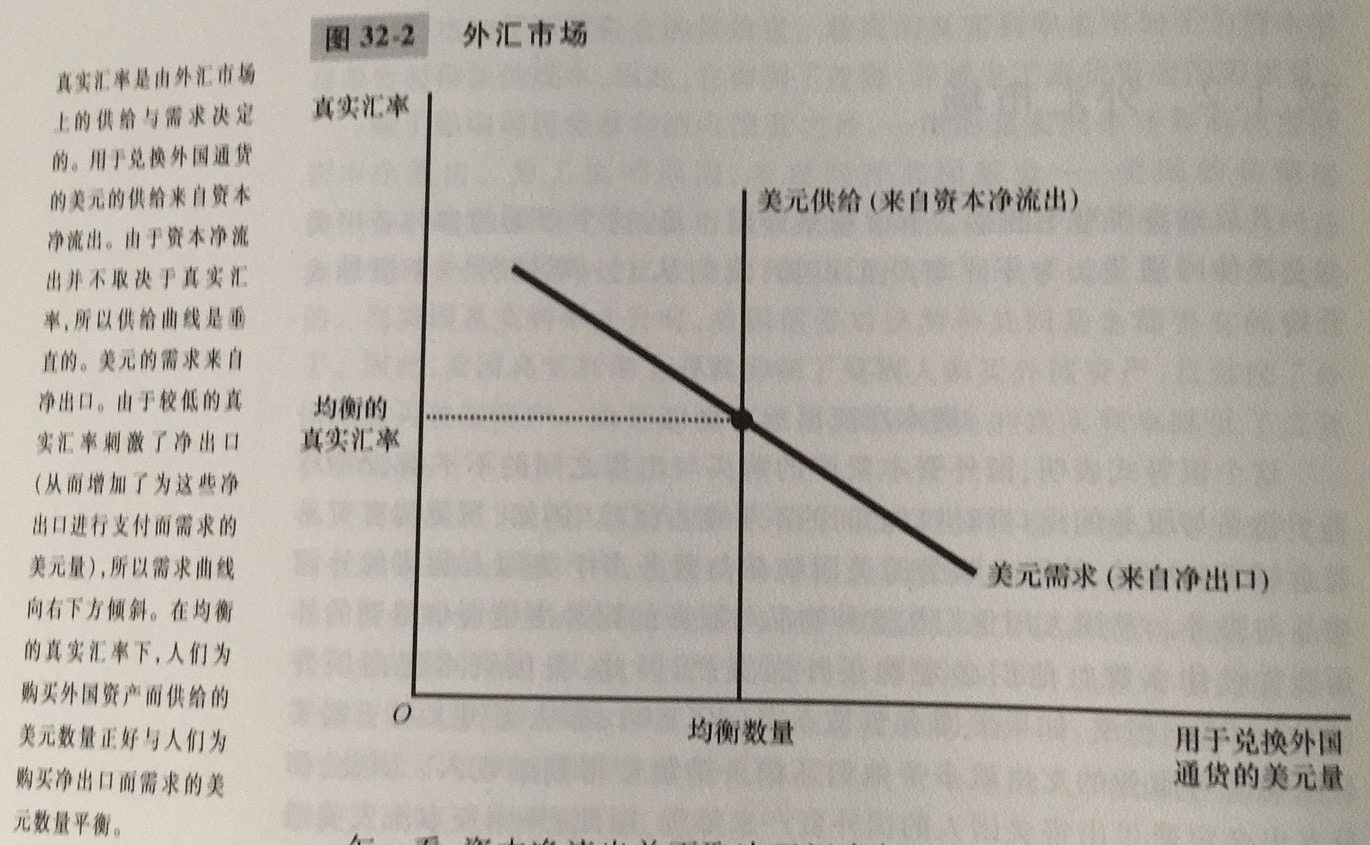 图 32-2 外汇市场
真实汇率是由外汇市场
上的供给与需求决定
的。用于兑换外国通货
的美元的供给来自资本
净流出。由于资本净流
出并不取决于真实汇
率,所以供给曲线是垂
直的。美元的需求来自
净出口。由于较低的真
实汇率刺激了净出口
(从而增加了为这些净
出口进行支付而需求的
美元量),所以需求曲线
向右下方倾斜。在均衡
的真实汇率下,人们为
购买外国资产而供给的
美元数量正好与人们为
购买净出口而需求的美
元数量平衡。
真实汇率
美元供给(来自资本净流出)
均衡的
真实汇率
美元需求(来自净出口)
O
均衡数量
用于兑换外国
通货的美元量